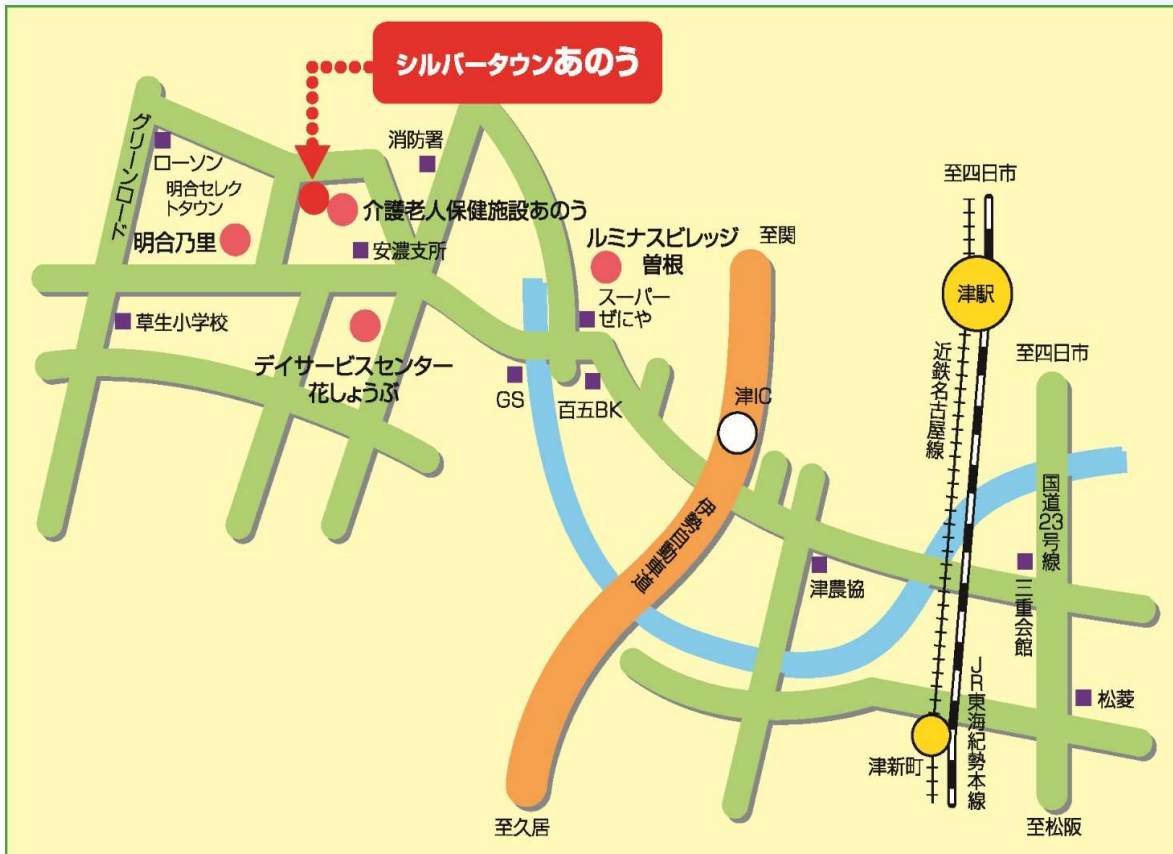 シルバータウンあのう
グリーンロード
ローソン
明合セレク
トタウン
明合乃里
消防署
介護老人保健施設あのう
安濃支所
草生小学校
デイサービスセンター
花しょうぶ
ルミナスビレッジ
曽根
スーパー
ぜにや
GS
百五BK
至関
津IC
伊勢自動車道
至久居
至四日市
津駅
近鉄名古屋線
至四日市
国道23号線
三重会館
津農協
松菱
JR東海紀勢本線
津新町
至松阪